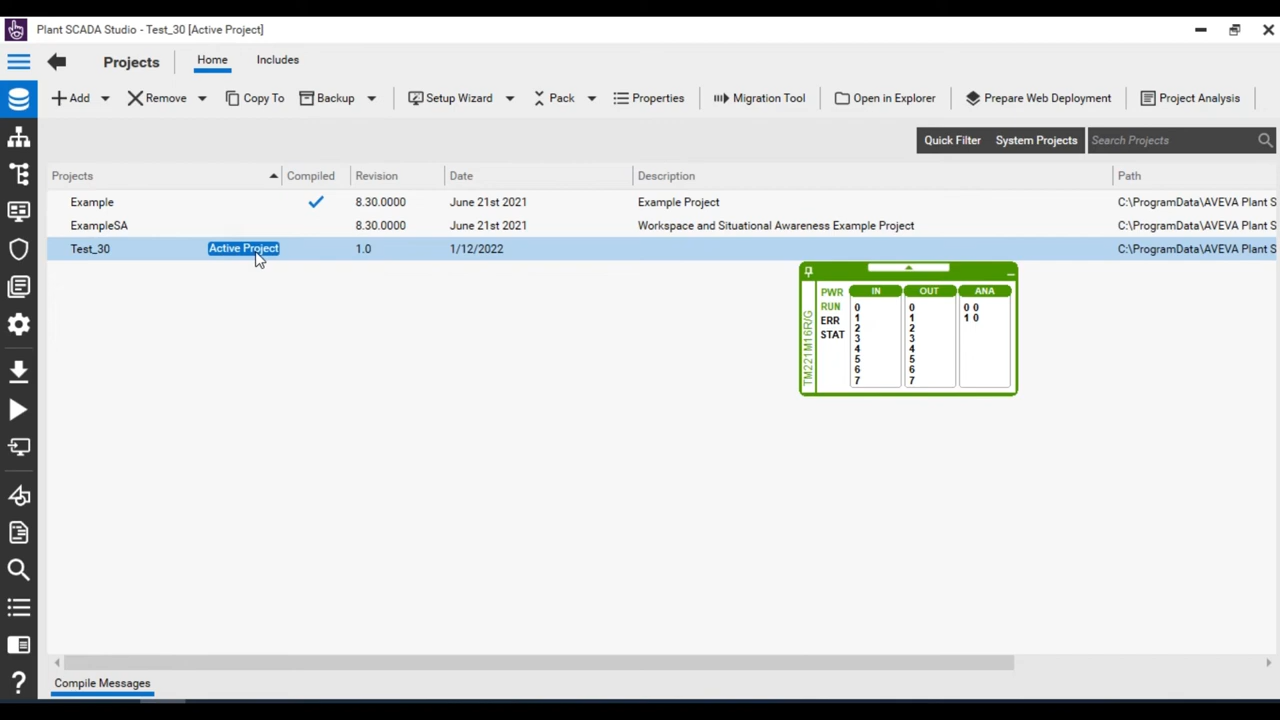 Plant SCADA Studio - Test_30 [Active Project]
Projects Home Includes
Add Remove Copy To Backup Setup Wizard Pack Properties Migration Tool Open in Explorer Prepare Web Deployment Project Analysis
Quick Filter System Projects Search Projects
Projects Compiled Revision Date Description Path
Example 8.30.0000 June 21st 2021 Example Project C:\ProgramData\AVEVA Plant S
ExampleSA 8.30.0000 June 21st 2021 Workspace and Situational Awareness Example Project C:\ProgramData\AVEVA Plant S
Test_30 Active Project 1.0 1/12/2022 C:\ProgramData\AVEVA Plant S
TM221M16R/G
PWR IN OUT ANA
RUN 0 0 0 0
ERR 1 1 1 0
STAT 2 2
3 3
4 4
5 5
6 6
7 7
Compile Messages